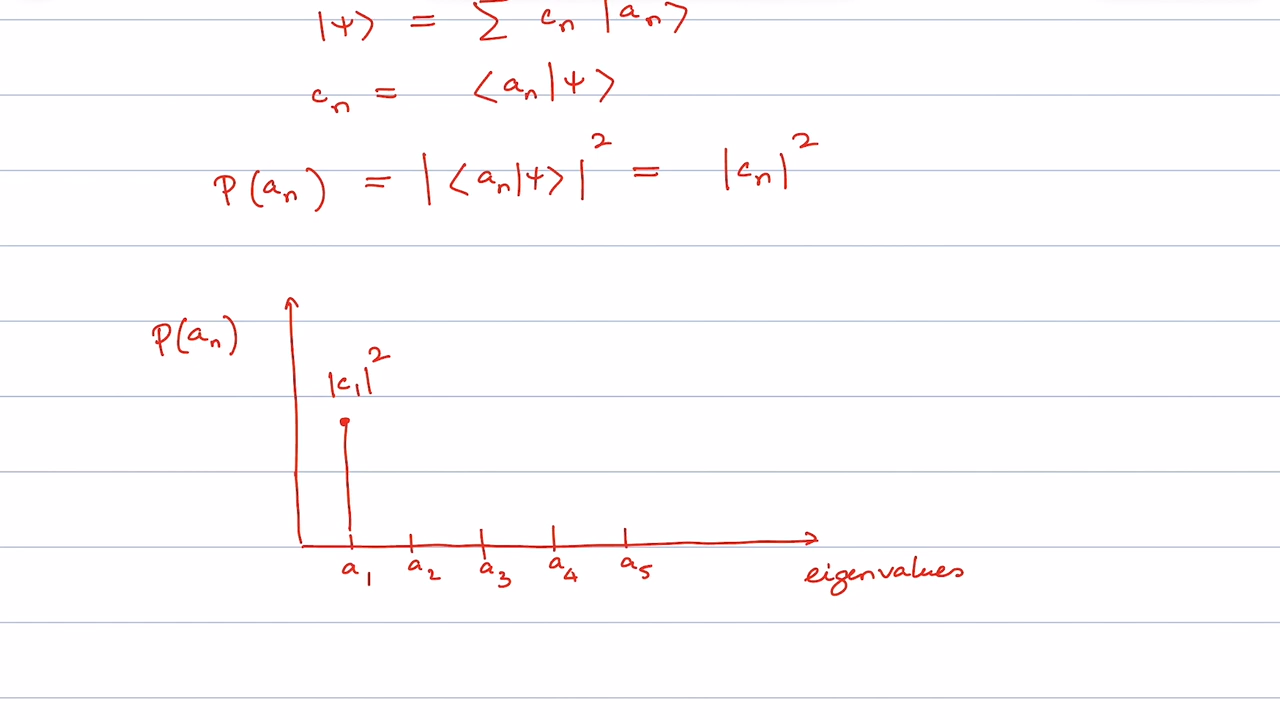 |ψ⟩ = ∑ cₙ |aₙ⟩
cₙ = ⟨aₙ|ψ⟩
P(aₙ) = |⟨aₙ|ψ⟩|² = |cₙ|²
P(aₙ)
|c₁|²
a₁ a₂ a₃ a₄ a₅
eigenvalues